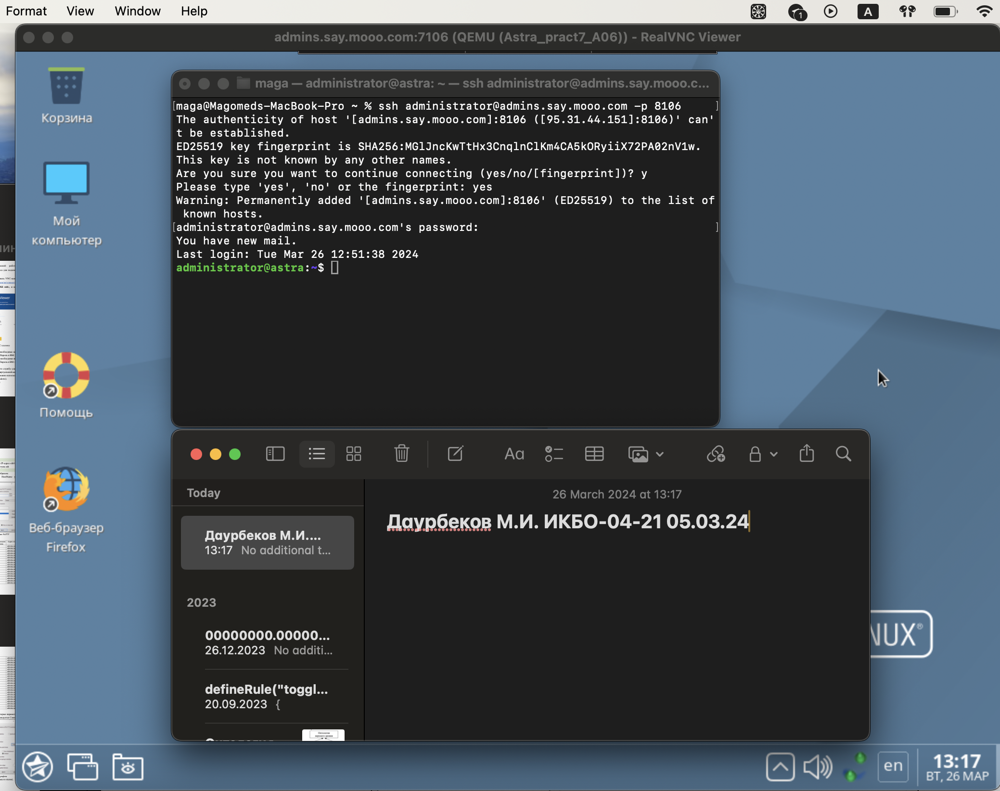 Format View Window Help
1
A
admins.say.mooo.com:7106 (QEMU (Astra_pract7_A06)) - RealVNC Viewer
Корзина
Мой
компьютер
Помощь
Веб-браузер
Firefox
maga — administrator@astra: ~ — ssh administrator@admins.say.mooo.c...
[maga@Magomeds-MacBook-Pro ~ % ssh administrator@admins.say.mooo.com -p 8106 ]
The authenticity of host '[admins.say.mooo.com]:8106 ([95.31.44.151]:8106)' can'
t be established.
ED25519 key fingerprint is SHA256:MGlJncKwTtHx3CnqlnClKm4CA5kORyiiX72PA02nV1w.
This key is not known by any other names.
Are you sure you want to continue connecting (yes/no/[fingerprint])? y
Please type 'yes', 'no' or the fingerprint: yes
Warning: Permanently added '[admins.say.mooo.com]:8106' (ED25519) to the list of
 known hosts.
[administrator@admins.say.mooo.com's password: ]
You have new mail.
Last login: Tue Mar 26 12:51:38 2024
administrator@astra:~$
Aa
Today
Даурбеков М.И....
13:17 No additional t...
2023
00000000.00000...
26.12.2023 No additi...
defineRule("toggl...
20.09.2023 {
26 March 2024 at 13:17
Даурбеков М.И. ИКБО-04-21 05.03.24
NUX®
en
13:17
ВТ, 26 МАР